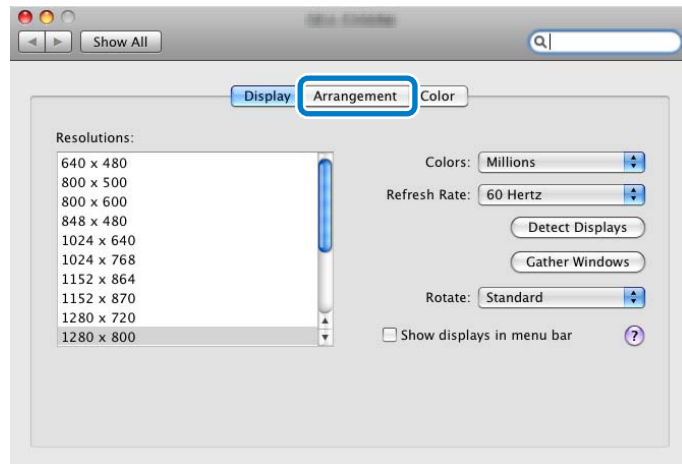 Show All
Display Arrangement Color
Resolutions:
640 x 480
800 x 500
800 x 600
848 x 480
1024 x 640
1024 x 768
1152 x 864
1152 x 870
1280 x 720
1280 x 800
Colors: Millions
Refresh Rate: 60 Hertz
Detect Displays
Gather Windows
Rotate: Standard
Show displays in menu bar ?